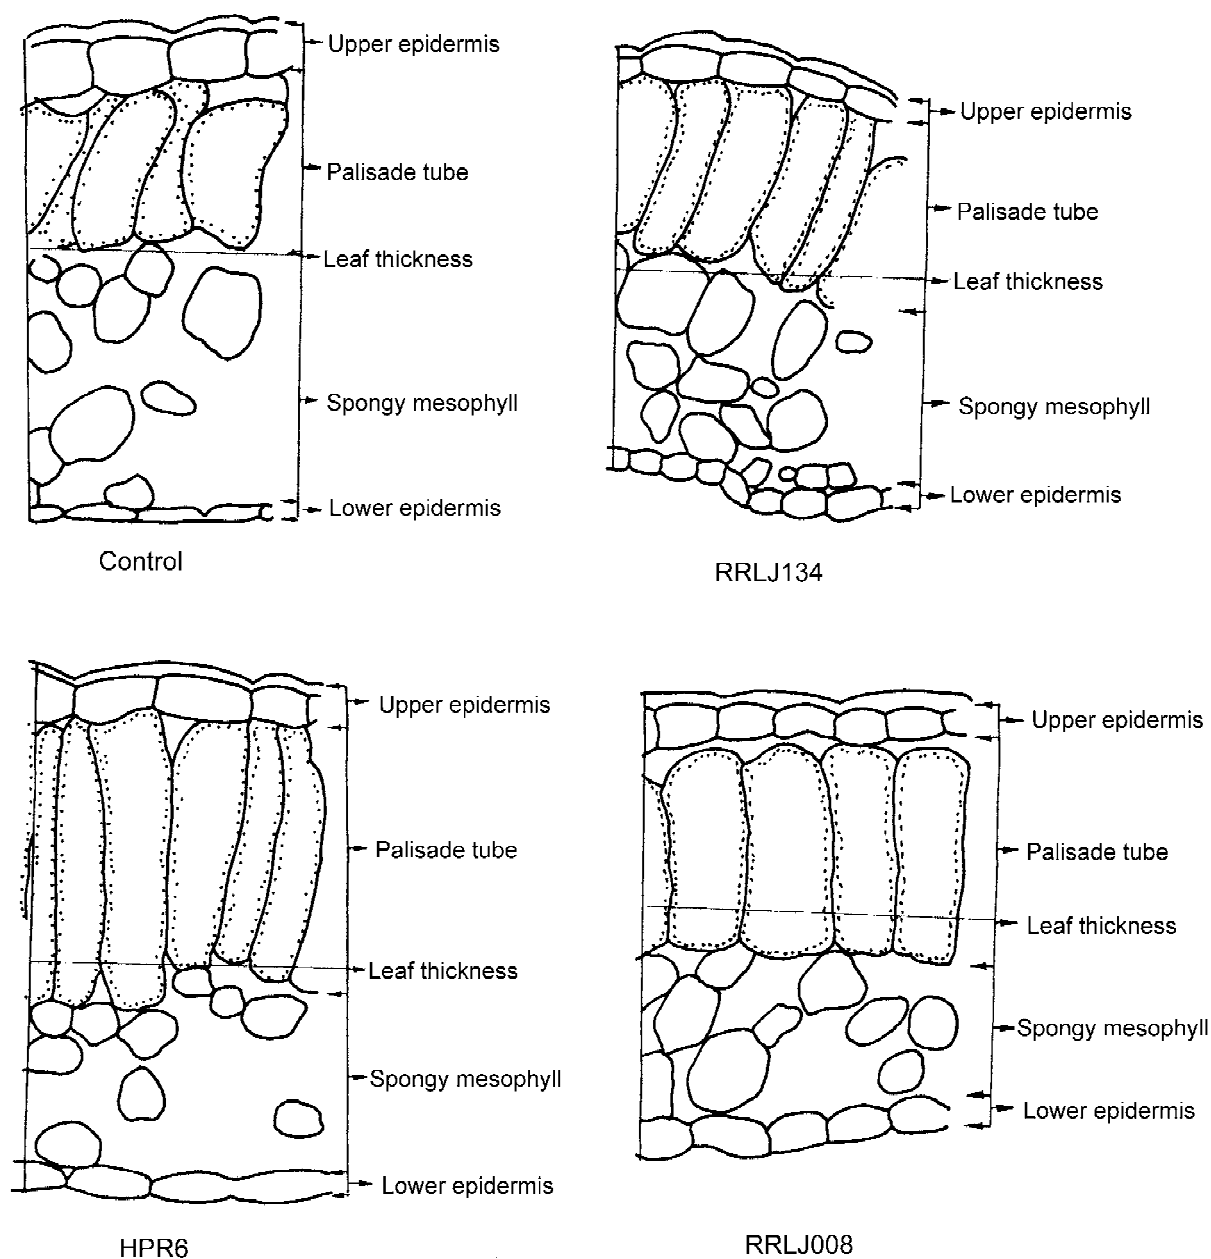 Upper epidermis
Palisade tube
Leaf thickness
Spongy mesophyll
Lower epidermis
Control
Upper epidermis
Palisade tube
Leaf thickness
Spongy mesophyll
Lower epidermis
RRLJ134
Upper epidermis
Palisade tube
Leaf thickness
Spongy mesophyll
Lower epidermis
HPR6
Upper epidermis
Palisade tube
Leaf thickness
Spongy mesophyll
Lower epidermis
RRLJ008